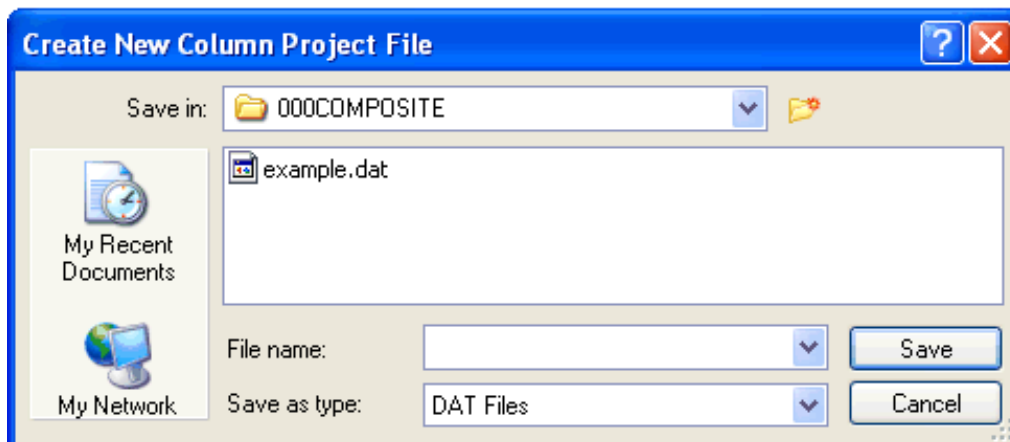 Create New Column Project File
Save in: 000COMPOSITE
example.dat
My Recent
Documents
My Network
File name:
Save
Save as type: DAT Files
Cancel